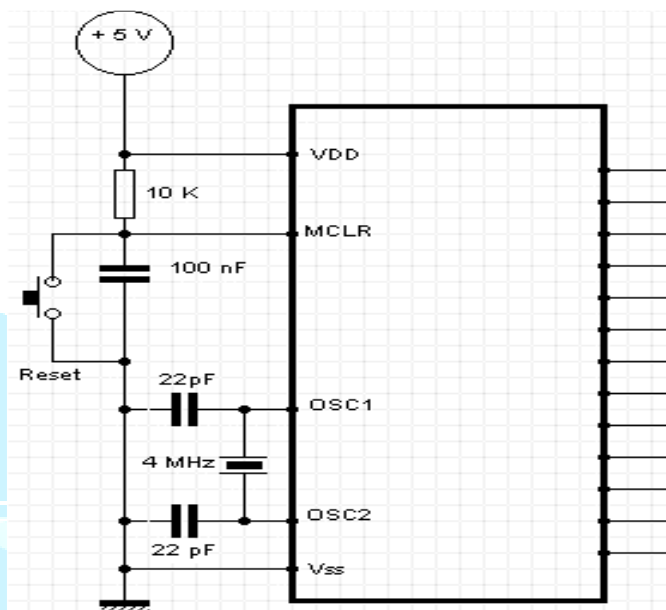 + 5 V
VDD
10 K
MCLR
100 nF
Reset
22pF
OSC1
4 MHz
OSC2
22 pF
Vss